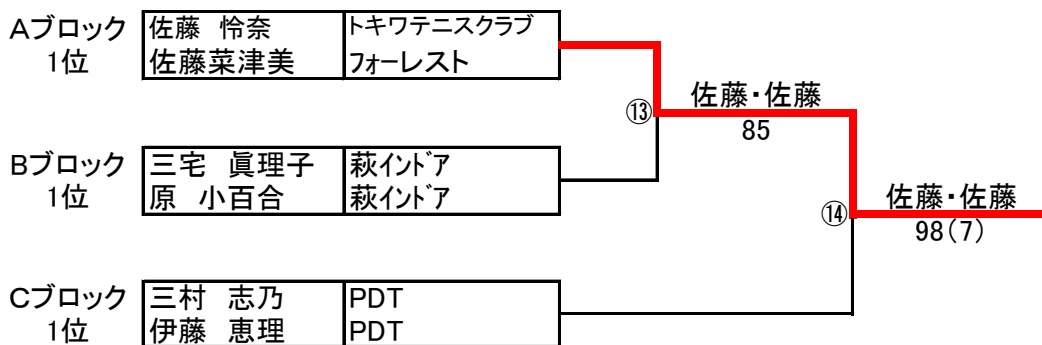 Aブロック 佐藤 怜奈 トキワテニスクラブ
1位 佐藤菜津美 フォーレスト
⑬ 佐藤・佐藤
85
Bブロック 三宅 眞理子 萩インドア
1位 原 小百合 萩インドア
⑭ 佐藤・佐藤
98(7)
Cブロック 三村 志乃 PDT
1位 伊藤 恵理 PDT